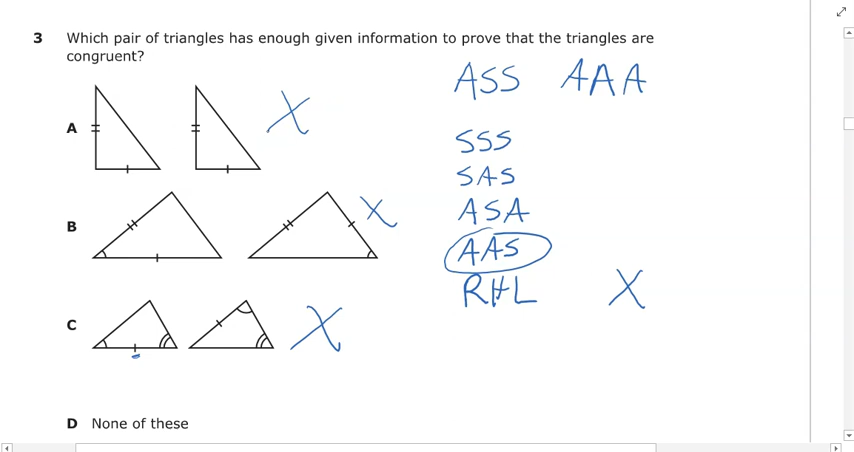 3 Which pair of triangles has enough given information to prove that the triangles are
congruent?
ASS AAA
A X
SSS
SAS
B X
ASA
AAS
RHL X
C X
D None of these